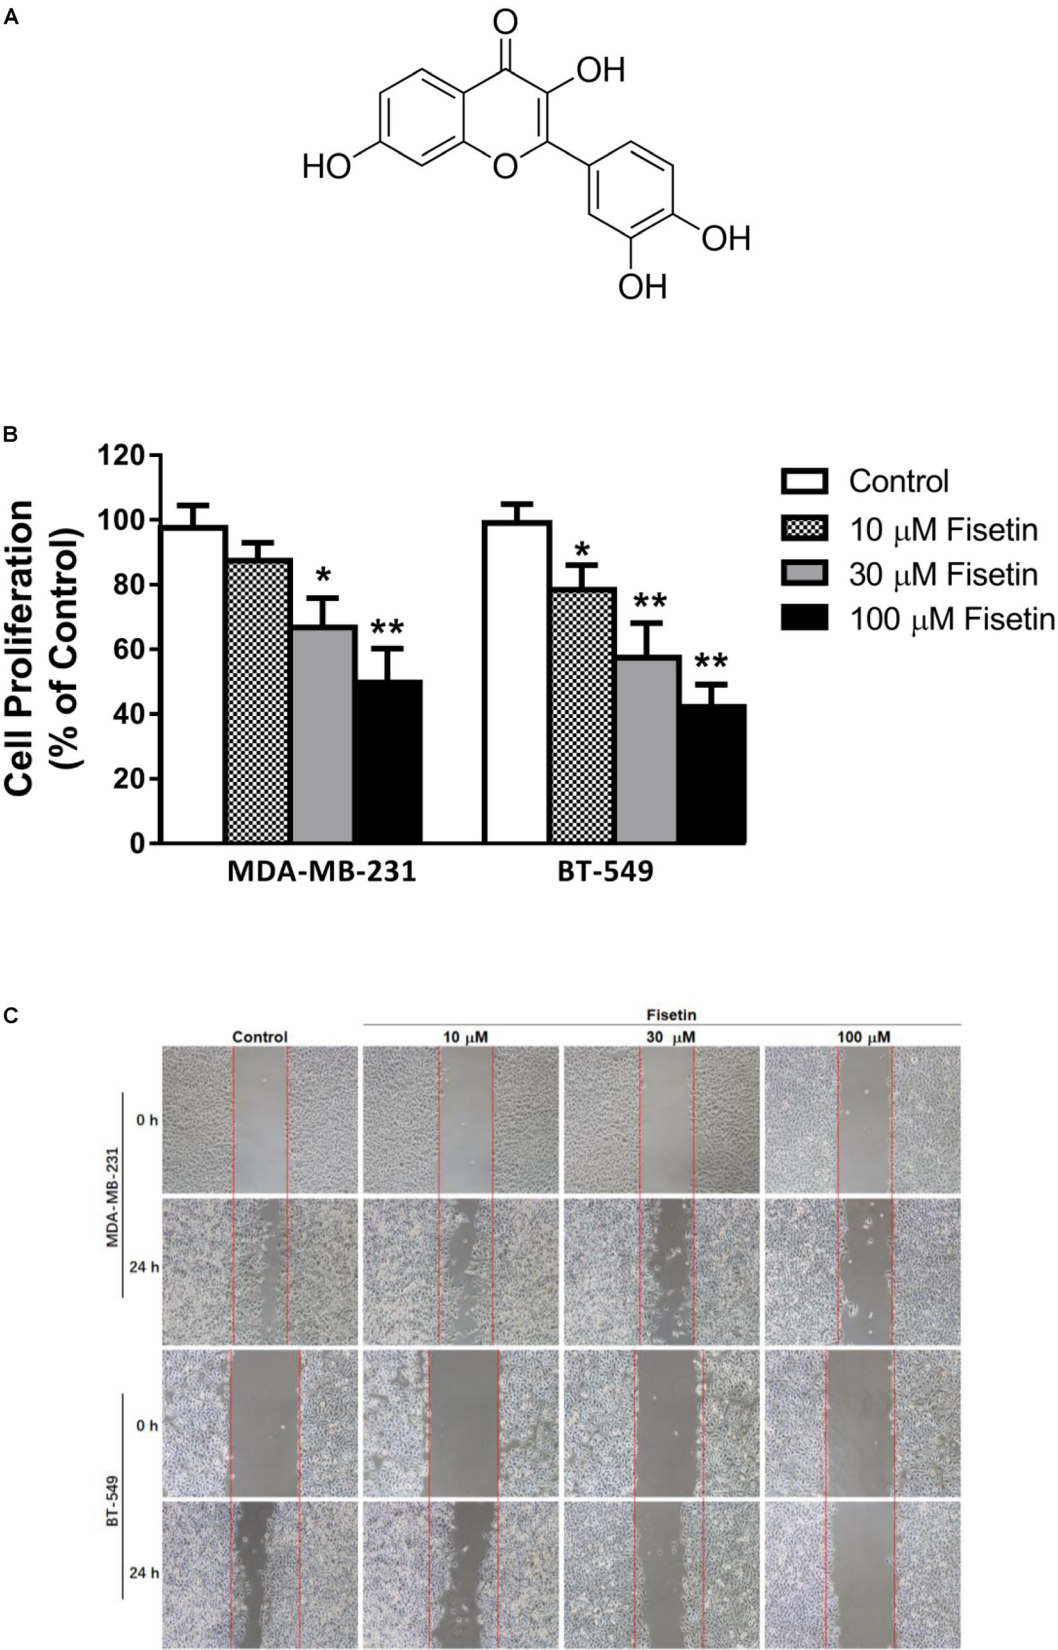 A
O
OH
HO
O
OH
OH
B
Cell Proliferation
(% of Control)
120
100
80
60
40
20
0
*
**
*
**
**
MDA-MB-231
BT-549
Control
10 μM Fisetin
30 μM Fisetin
100 μM Fisetin
C
Fisetin
Control
10 μM
30 μM
100 μM
MDA-MB-231
0 h
24 h
BT-549
0 h
24 h